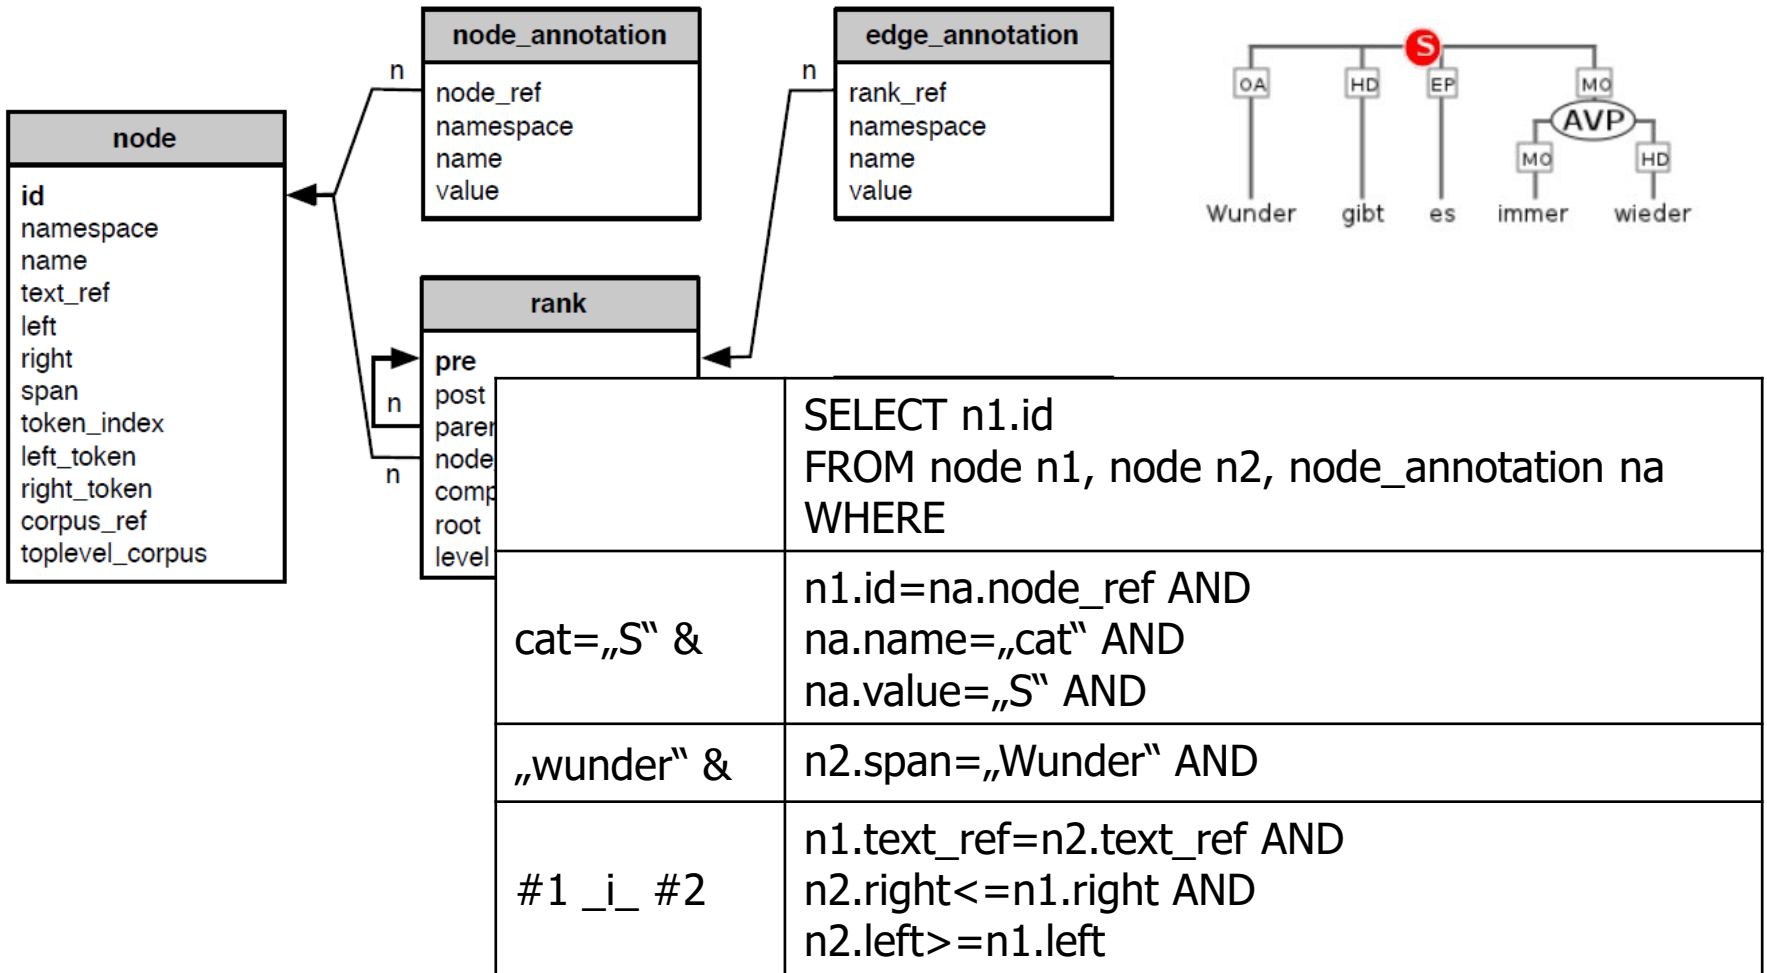 node
id
namespace
name
text_ref
left
right
span
token_index
left_token
right_token
corpus_ref
toplevel_corpus
n
n
n
node_annotation
node_ref
namespace
name
value
rank
pre
post
paren
node_
comp
root
level
n
edge_annotation
rank_ref
namespace
name
value
S
OA HD EP MO
AVP
MO HD
Wunder gibt es immer wieder
SELECT n1.id
FROM node n1, node n2, node_annotation na
WHERE
cat=„S“ &
n1.id=na.node_ref AND
na.name=„cat“ AND
na.value=„S“ AND
„wunder“ &
n2.span=„Wunder“ AND
#1 _i_ #2
n1.text_ref=n2.text_ref AND
n2.right<=n1.right AND
n2.left>=n1.left